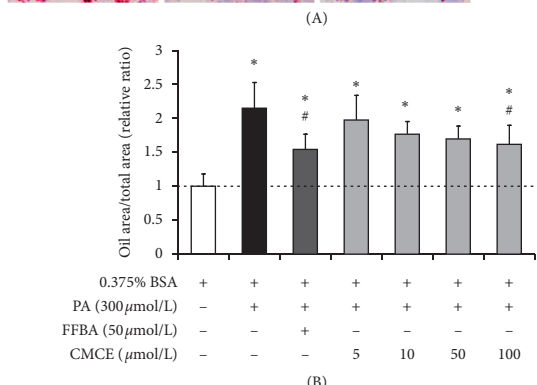 (A)
Oil area/total area (relative ratio)
3
2.5
2
1.5
1
0.5
0
*
*
#
*
*
*
*
#
0.375% BSA + + + + + + +
PA (300 μmol/L) – + + + + + +
FFBA (50 μmol/L) – – + – – – –
CMCE (μmol/L) – – – 5 10 50 100
(B)